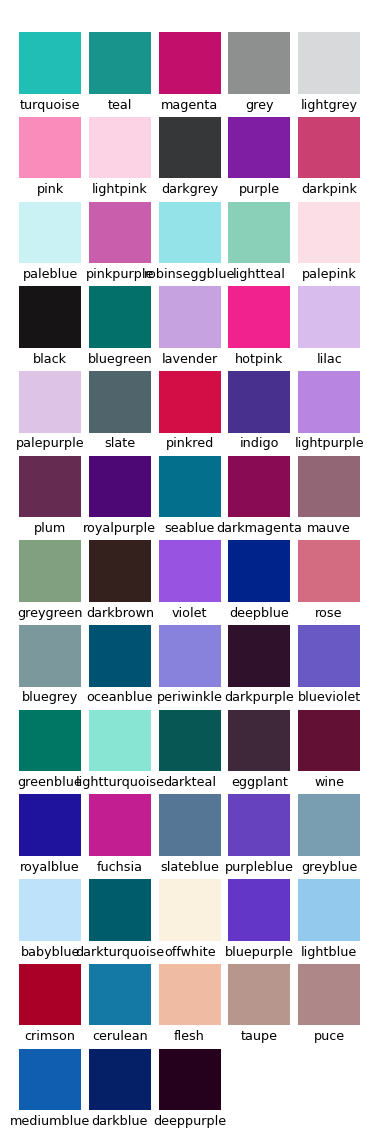 turquoise teal magenta grey lightgrey
pink lightpink darkgrey purple darkpink
paleblue pinkpurple robinseggblue lightteal palepink
black bluegreen lavender hotpink lilac
palepurple slate pinkred indigo lightpurple
plum royalpurple seablue darkmagenta mauve
greygreen darkbrown violet deepblue rose
bluegrey oceanblue periwinkle darkpurple blueviolet
greenblue lightturquoise darkteal eggplant wine
royalblue fuchsia slateblue purpleblue greyblue
babyblue darkturquoise offwhite bluepurple lightblue
crimson cerulean flesh taupe puce
mediumblue darkblue deeppurple